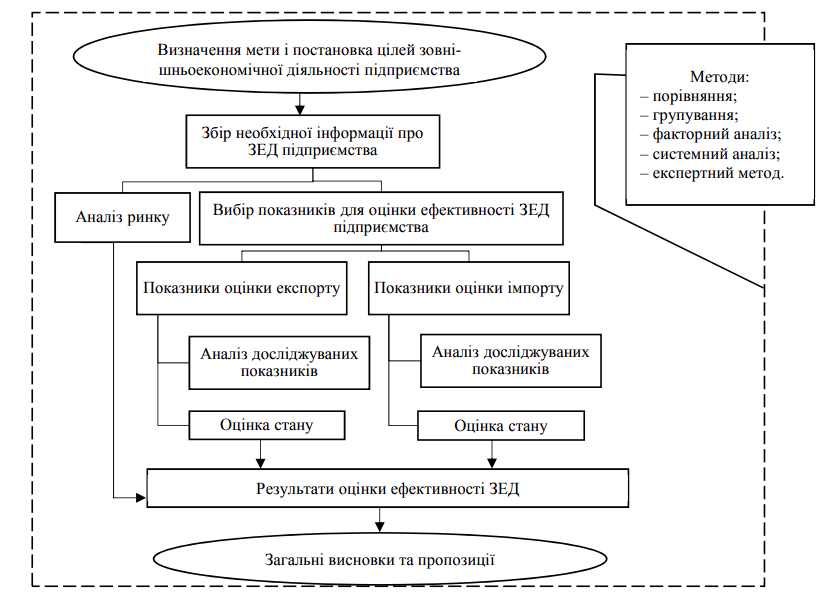 Визначення мети і постановка цілей зовні-
шньоекономічної діяльності підприємства
Методи:
– порівняння;
– групування;
– факторний аналіз;
– системний аналіз;
– експертний метод.
Збір необхідної інформації про
ЗЕД підприємства
Аналіз ринку
Вибір показників для оцінки ефективності ЗЕД
підприємства
Показники оцінки експорту
Показники оцінки імпорту
Аналіз досліджуваних
показників
Аналіз досліджуваних
показників
Оцінка стану
Оцінка стану
Результати оцінки ефективності ЗЕД
Загальні висновки та пропозиції